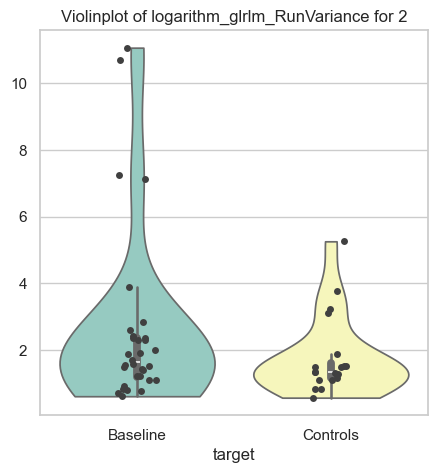 Violinplot of logarithm_glrlm_RunVariance for 2
10
8
6
4
2
Baseline Controls
target